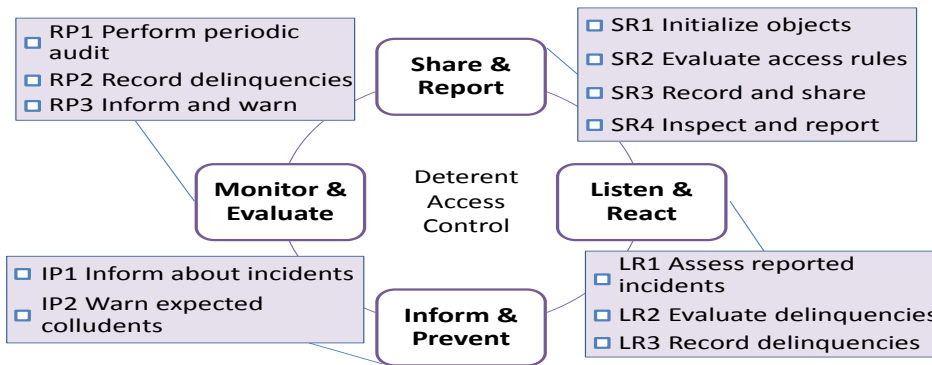 RP1 Perform periodic
audit
RP2 Record delinquencies
RP3 Inform and warn
Share &
Report
SR1 Initialize objects
SR2 Evaluate access rules
SR3 Record and share
SR4 Inspect and report
Monitor &
Evaluate
Deterent
Access
Control
Listen &
React
IP1 Inform about incidents
IP2 Warn expected
colludents
Inform &
Prevent
LR1 Assess reported
incidents
LR2 Evaluate delinquencies
LR3 Record delinquencies